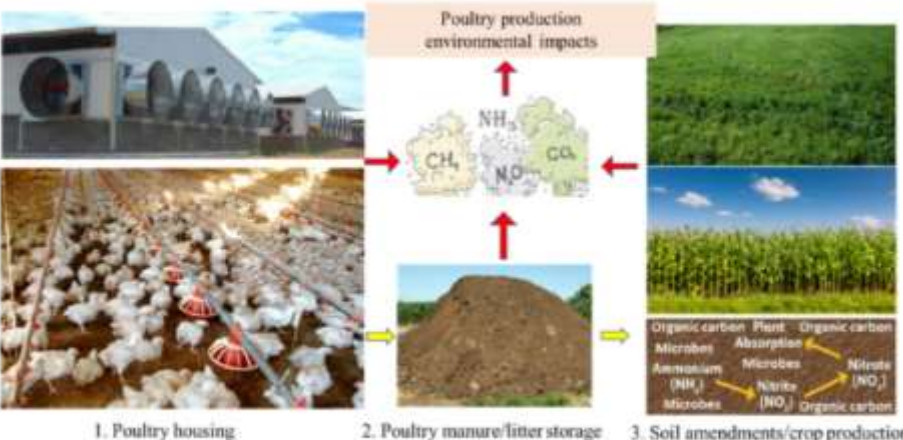 Poultry production
environmental impacts
NH₃
CH₄
N₂O
CO₂
Organic carbon Plant Organic carbon
Absorption
Microbes
Microbes
Nitrate
(NO₃⁻)
Ammonium
(NH₄)
Nitrite
(NO₂)
Microbes
Organic carbon
1. Poultry housing
2. Poultry manure/litter storage
3. Soil amendments/crop production